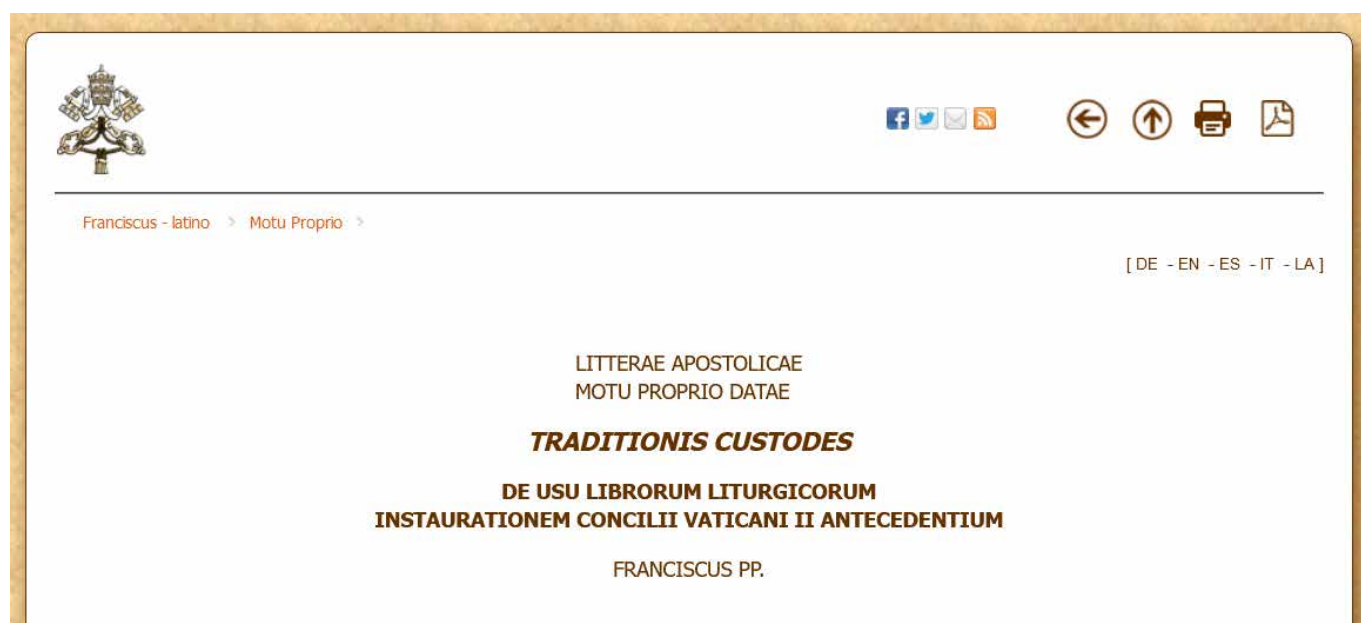 Franciscus - latino > Motu Proprio >
[ DE - EN - ES - IT - LA ]
LITTERAE APOSTOLICAE
MOTU PROPRIO DATAE
TRADITIONIS CUSTODES
DE USU LIBRORUM LITURGICORUM
INSTAURATIONEM CONCILII VATICANI II ANTECEDENTIUM
FRANCISCUS PP.